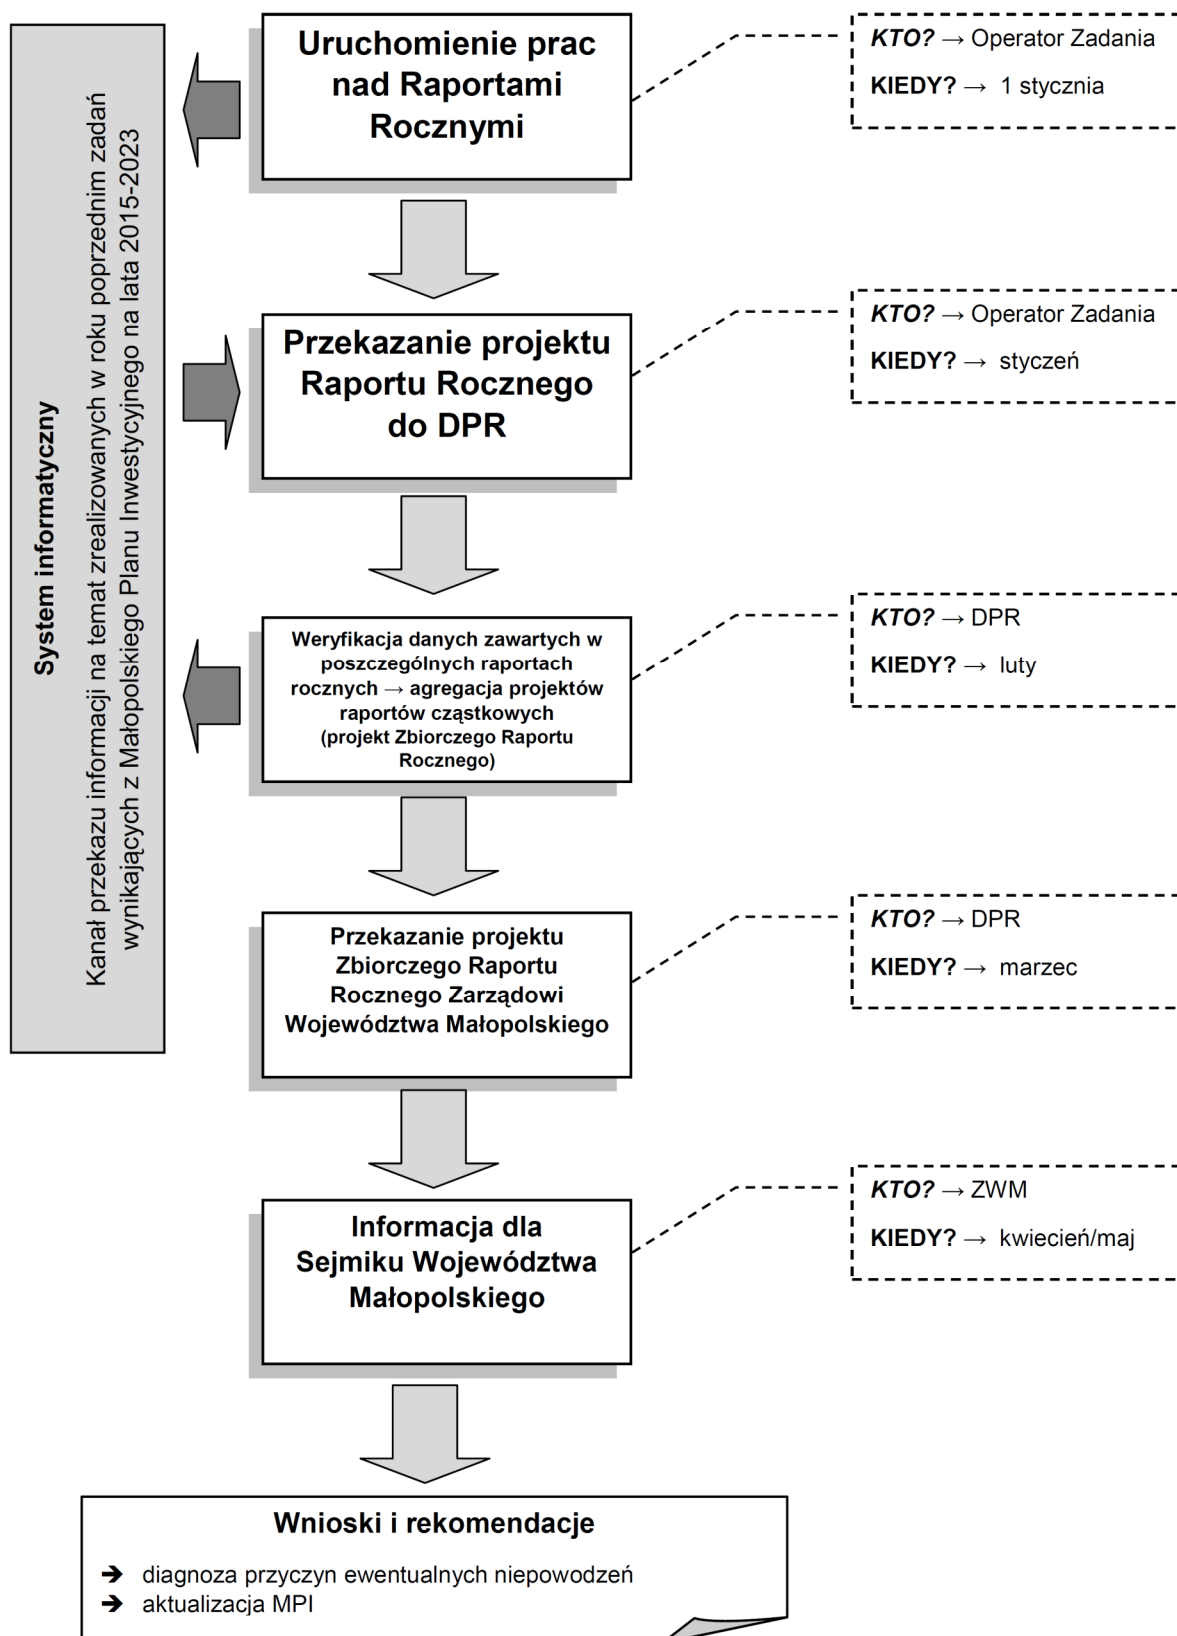 System informatyczny
Kanał przekazu informacji na temat zrealizowanych w roku poprzednim zadań
wynikających z Małopolskiego Planu Inwestycyjnego na lata 2015-2023
Uruchomienie prac
nad Raportami
Rocznymi
KTO? → Operator Zadania
KIEDY? → 1 stycznia
Przekazanie projektu
Raportu Rocznego
do DPR
KTO? → Operator Zadania
KIEDY? → styczeń
Weryfikacja danych zawartych w
poszczególnych raportach
rocznych → agregacja projektów
raportów cząstkowych
(projekt Zbiorczego Raportu
Rocznego)
KTO? → DPR
KIEDY? → luty
Przekazanie projektu
Zbiorczego Raportu
Rocznego Zarządowi
Województwa Małopolskiego
KTO? → DPR
KIEDY? → marzec
Informacja dla
Sejmiku Województwa
Małopolskiego
KTO? → ZWM
KIEDY? → kwiecień/maj
Wnioski i rekomendacje
➔ diagnoza przyczyn ewentualnych niepowodzeń
➔ aktualizacja MPI